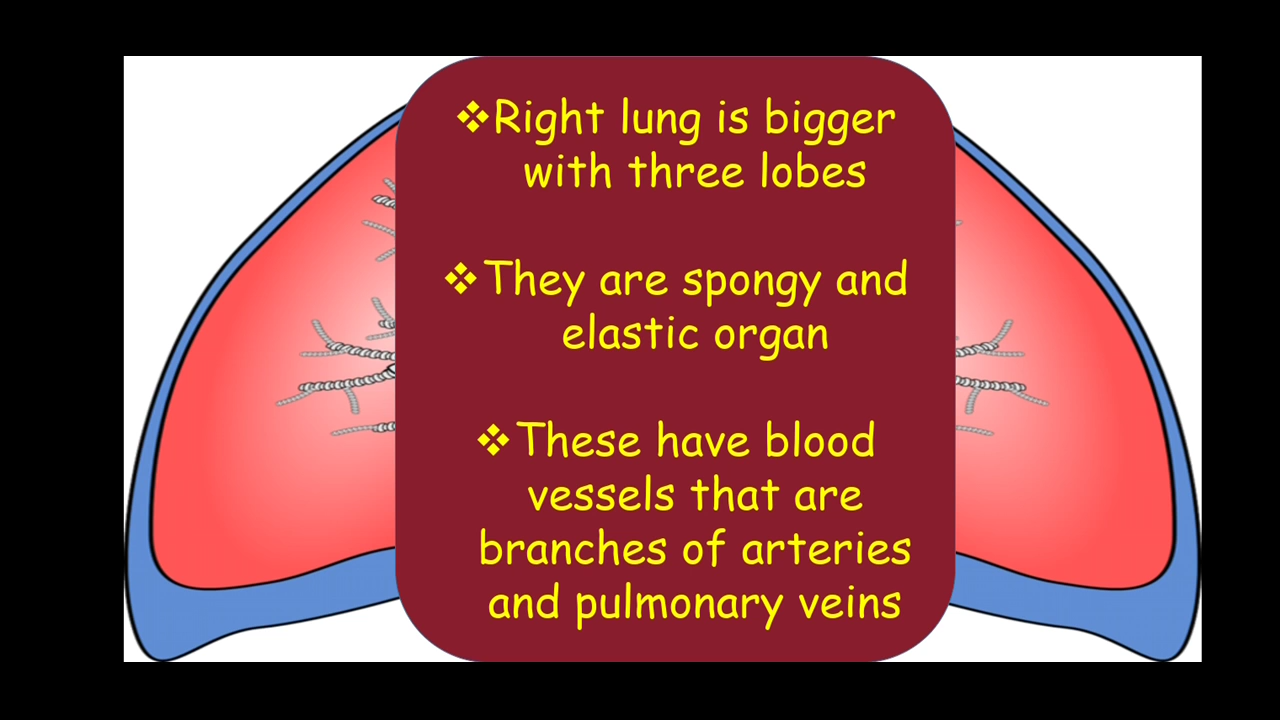 ❖Right lung is bigger
with three lobes
❖They are spongy and
elastic organ
❖These have blood
vessels that are
branches of arteries
and pulmonary veins